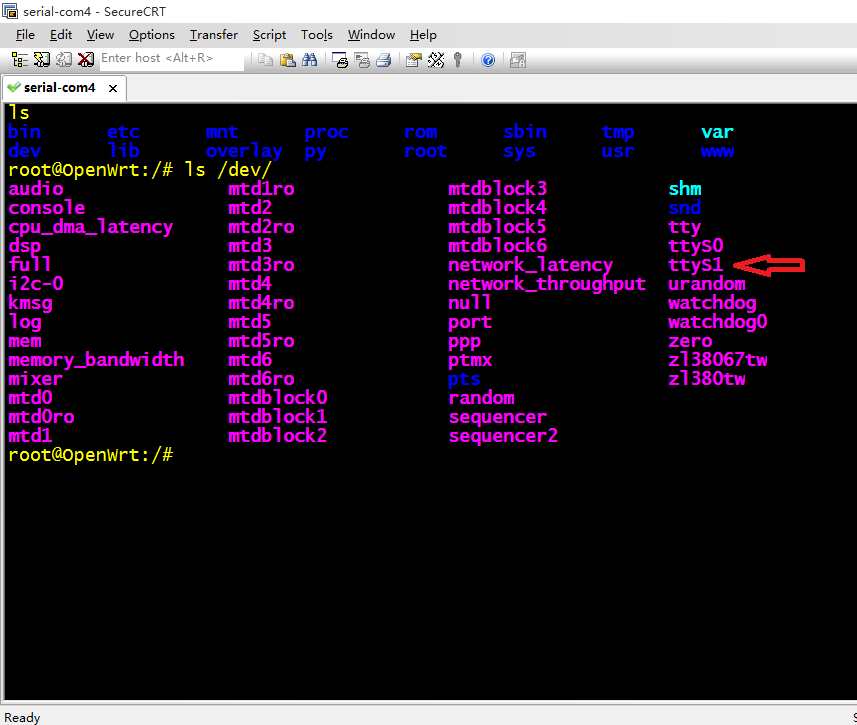 serial-com4 - SecureCRT
File Edit View Options Transfer Script Tools Window Help
Enter host <Alt+R>
serial-com4 ×
ls
bin etc mnt proc rom sbin tmp var
dev lib overlay py root sys usr www
root@OpenWrt:/# ls /dev/
audio mtd1ro mtdblock3 shm
console mtd2 mtdblock4 snd
cpu_dma_latency mtd2ro mtdblock5 tty
dsp mtd3 mtdblock6 ttyS0
full mtd3ro network_latency ttyS1
i2c-0 mtd4 network_throughput urandom
kmsg mtd4ro null watchdog
log mtd5 port watchdog0
mem mtd5ro ppp zero
memory_bandwidth mtd6 ptmx zl38067tw
mixer mtd6ro pts zl380tw
mtd0 mtdblock0 random
mtd0ro mtdblock1 sequencer
mtd1 mtdblock2 sequencer2
root@OpenWrt:/#
Ready